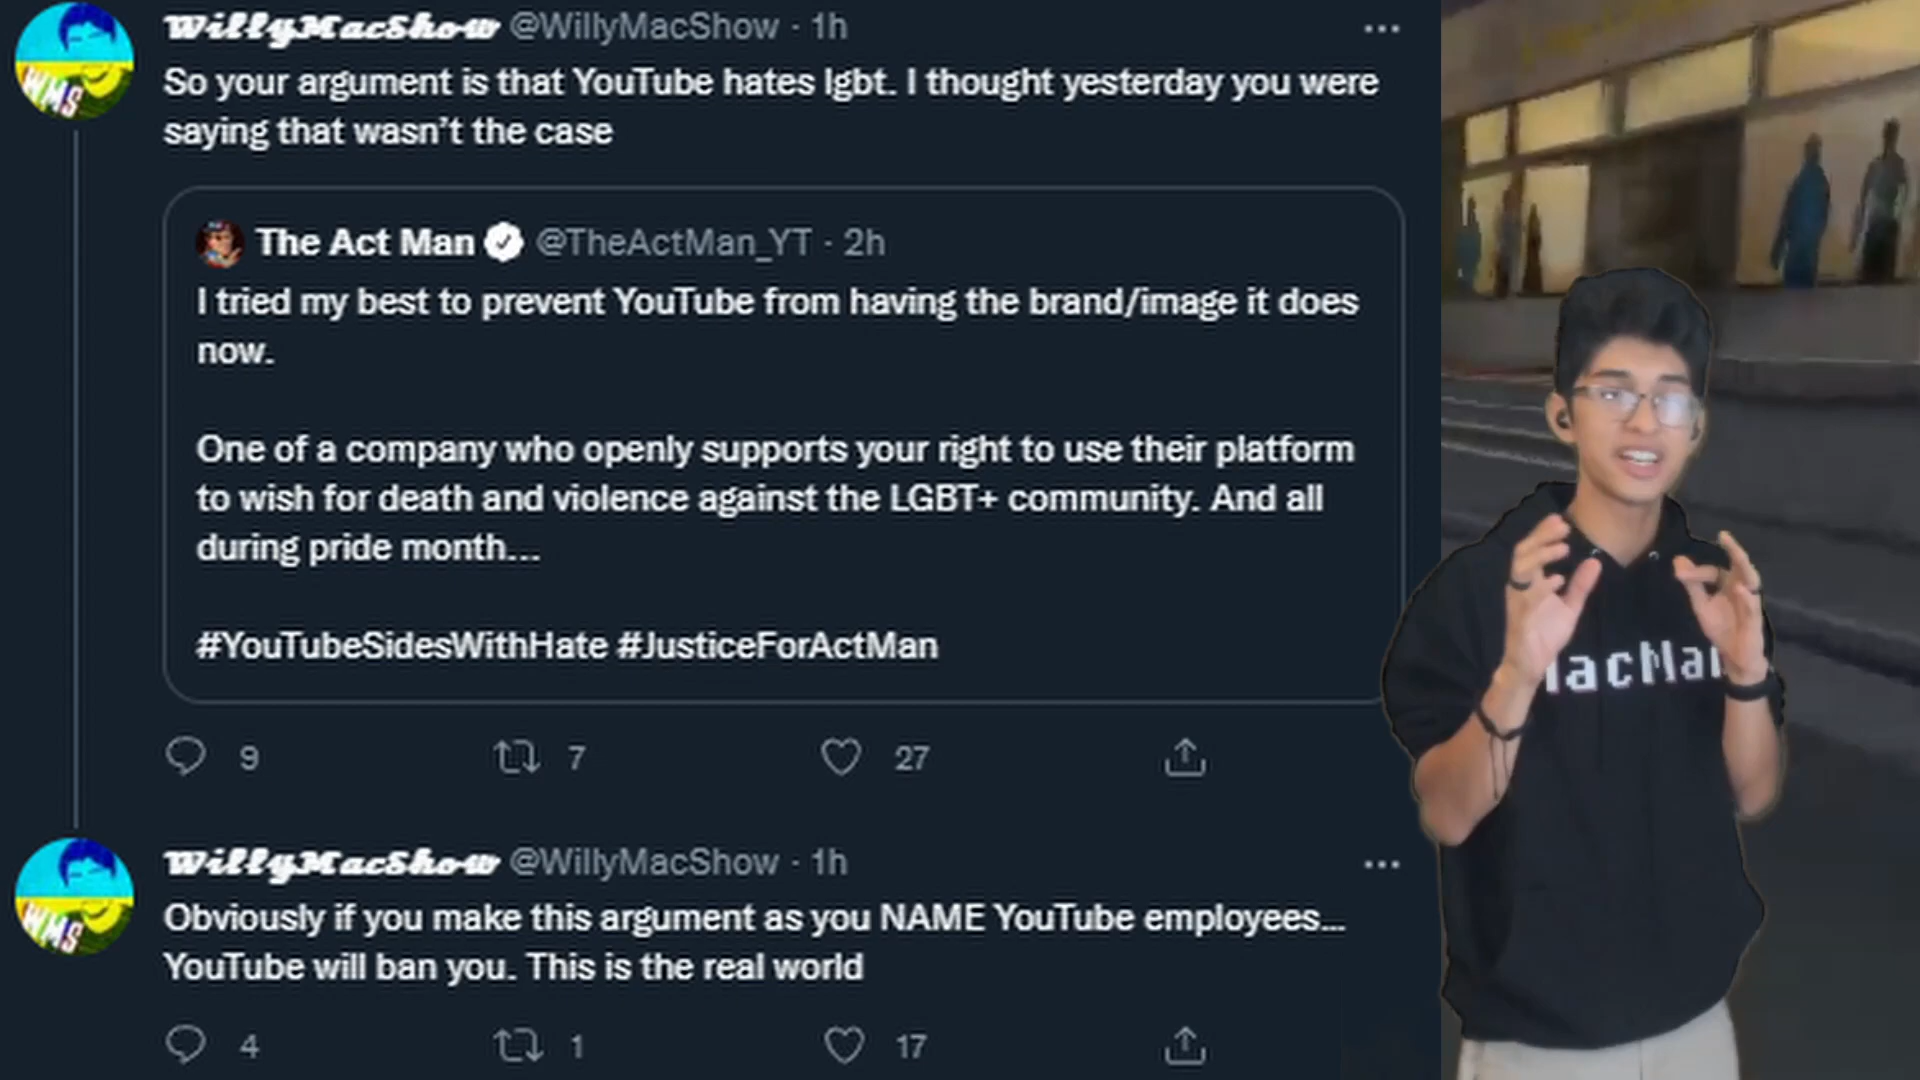 WillyMacShow @WillyMacShow · 1h
So your argument is that YouTube hates lgbt. I thought yesterday you were
saying that wasn't the case
The Act Man @TheActMan_YT · 2h
I tried my best to prevent YouTube from having the brand/image it does
now.
One of a company who openly supports your right to use their platform
to wish for death and violence against the LGBT+ community. And all
during pride month...
#YouTubeSidesWithHate #JusticeForActMan
9 7 27
WillyMacShow @WillyMacShow · 1h
Obviously if you make this argument as you NAME YouTube employees...
YouTube will ban you. This is the real world
4 1 17
WMS
WMS